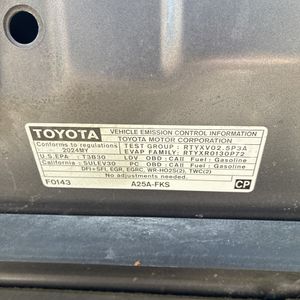 TOYOTA
VEHICLE EMISSION CONTROL INFORMATION
TOYOTA MOTOR CORPORATION
Conforms to regulations
2024MY
TEST GROUP : RTYXV02.5P3A
EVAP FAMILY: RTYXR0130P72
U.S.EPA : T3B30 LDV OBD : CAII Fuel : Gasoline
California : SULEV30 PC OBD : CAII Fuel : Gasoline
DFI+SFI, EGR, EGRC, WR-HO2S(2), TWC(2)
No adjustments needed.
F0143 A25A-FKS CP